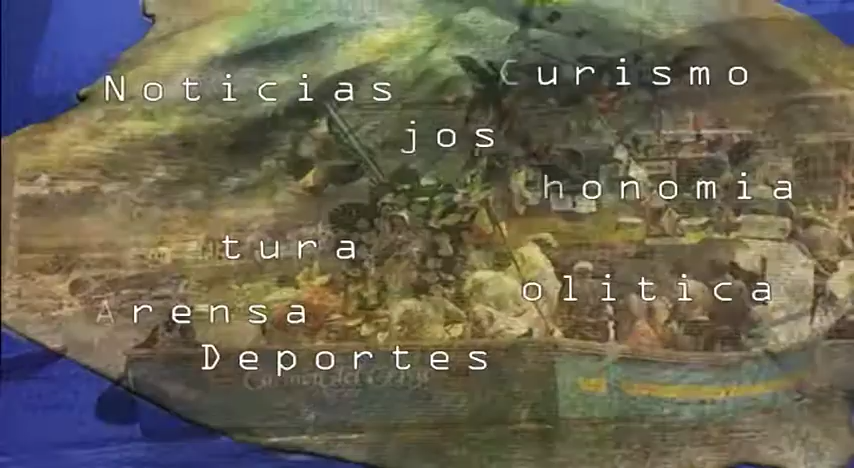 Noticias
Curismo
jos
honomia
tura
olitica
Arensa
Deportes